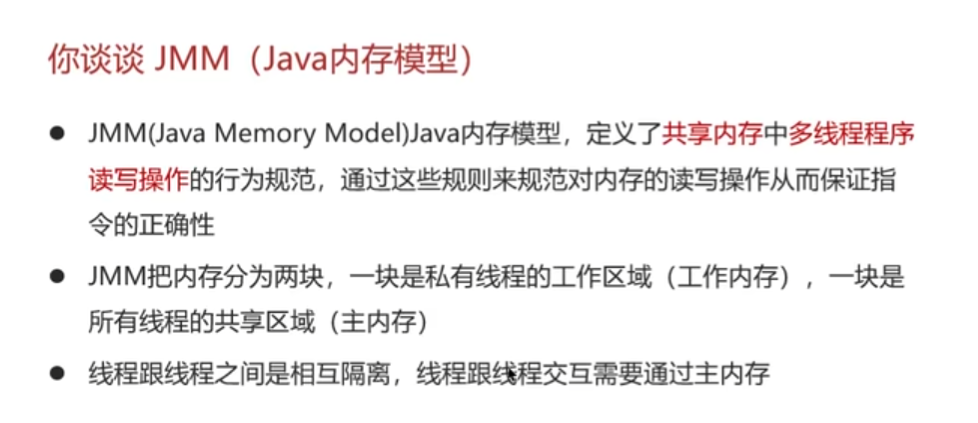 你谈谈 JMM（Java内存模型）
● JMM(Java Memory Model)Java内存模型，定义了共享内存中多线程程序
读写操作的行为规范，通过这些规则来规范对内存的读写操作从而保证指
令的正确性
● JMM把内存分为两块，一块是私有线程的工作区域（工作内存），一块是
所有线程的共享区域（主内存）
● 线程跟线程之间是相互隔离，线程跟线程交互需要通过主内存